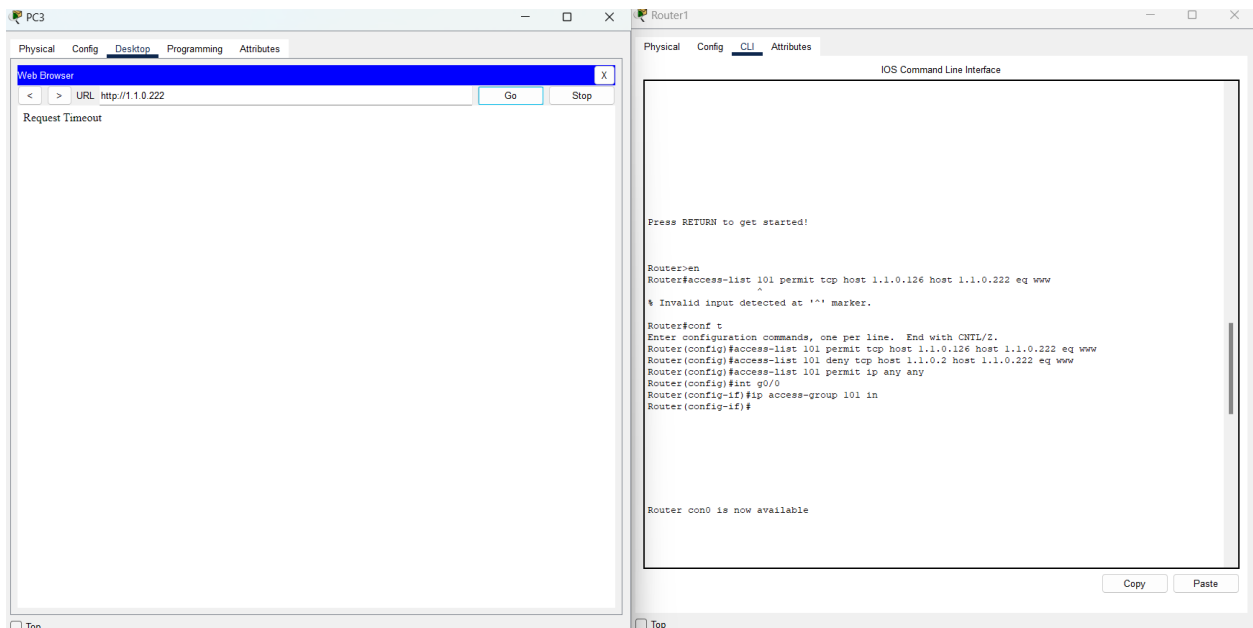 PC3
Physical Config Desktop Programming Attributes
Web Browser X
< > URL http://1.1.0.222 Go Stop
Request Timeout
Top
Router1
Physical Config CLI Attributes
IOS Command Line Interface
Press RETURN to get started!
Router>en
Router#access-list 101 permit tcp host 1.1.0.126 host 1.1.0.222 eq www
^
% Invalid input detected at '^' marker.
Router#conf t
Enter configuration commands, one per line. End with CNTL/Z.
Router(config)#access-list 101 permit tcp host 1.1.0.126 host 1.1.0.222 eq www
Router(config)#access-list 101 deny tcp host 1.1.0.2 host 1.1.0.222 eq www
Router(config)#access-list 101 permit ip any any
Router(config)#int g0/0
Router(config-if)#ip access-group 101 in
Router(config-if)#
Router con0 is now available
Copy Paste
Top